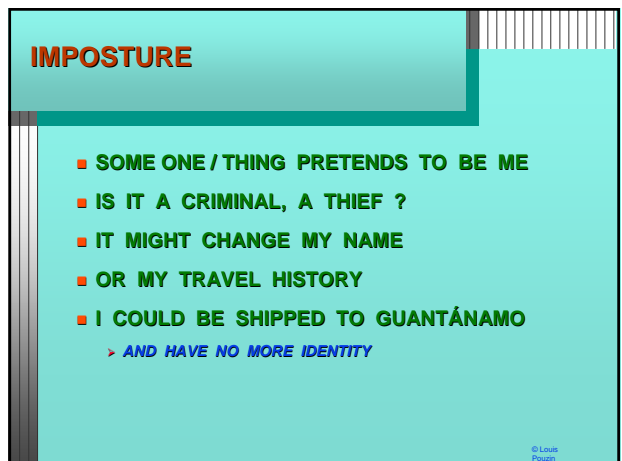 IMPOSTURE
SOME ONE / THING PRETENDS TO BE ME
IS IT A CRIMINAL, A THIEF ?
IT MIGHT CHANGE MY NAME
OR MY TRAVEL HISTORY
I COULD BE SHIPPED TO GUANTÁNAMO
AND HAVE NO MORE IDENTITY
© Louis
Pouzin